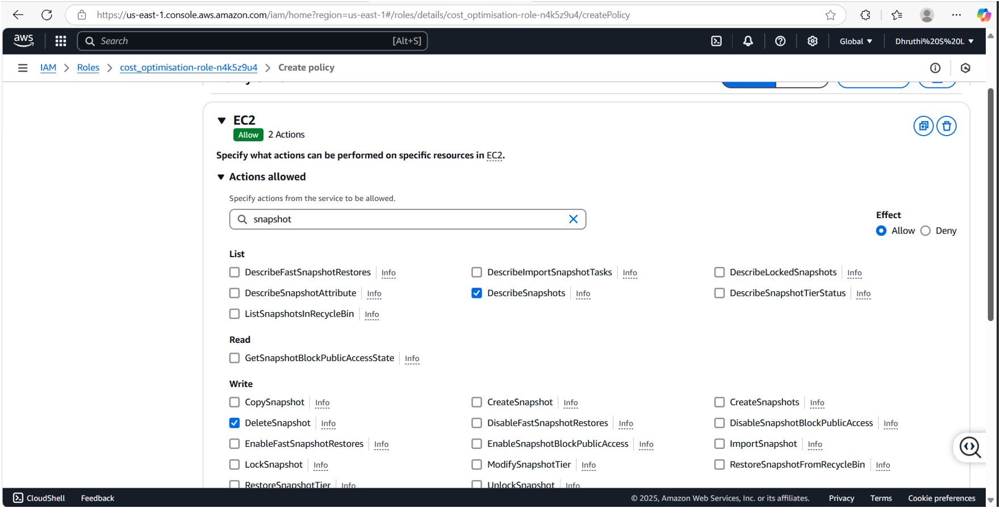 https://us-east-1.console.aws.amazon.com/iam/home?region=us-east-1#/roles/details/cost_optimisation-role-n4k5z9u4/createPolicy
aws Search [Alt+S] Global Dhruthi%20S%20L
IAM Roles cost_optimisation-role-n4k5z9u4 Create policy
EC2
Allow 2 Actions
Specify what actions can be performed on specific resources in EC2.
Actions allowed
Specify actions from the service to be allowed.
snapshot
Effect
Allow Deny
List
DescribeFastSnapshotRestores Info DescribeImportSnapshotTasks Info DescribeLockedSnapshots Info
DescribeSnapshotAttribute Info DescribeSnapshots Info DescribeSnapshotTierStatus Info
ListSnapshotsInRecycleBin Info
Read
GetSnapshotBlockPublicAccessState Info
Write
CopySnapshot Info CreateSnapshot Info CreateSnapshots Info
DeleteSnapshot Info DisableFastSnapshotRestores Info DisableSnapshotBlockPublicAccess Info
EnableFastSnapshotRestores Info EnableSnapshotBlockPublicAccess Info ImportSnapshot Info
LockSnapshot Info ModifySnapshotTier Info RestoreSnapshotFromRecycleBin Info
RestoreSnapshotTier Info UnlockSnapshot Info
CloudShell Feedback © 2025, Amazon Web Services, Inc. or its affiliates. Privacy Terms Cookie preferences